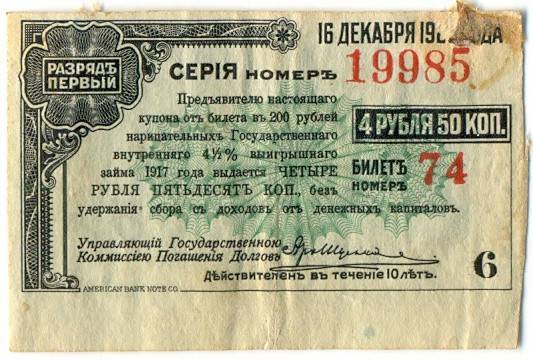 16 ДЕКАБРЯ
РАЗРЯДЪ
ПЕРВЫЙ
СЕРІЯ НОМЕРЪ
19985
Предъявителю настоящаго
купона отъ билета въ 200 рублей
нарицательныхъ Государственнаго
внутренняго 4½% выигрышнаго
займа 1917 года выдается ЧЕТЫРЕ
РУБЛЯ ПЯТЬДЕСЯТЪ КОП., безъ
удержанія сбора съ доходовъ отъ денежныхъ капиталовъ.
4 РУБЛЯ 50 КОП.
БИЛЕТЪ
НОМЕРЪ
74
Управляющій Государственною
Коммиссіею Погашенія Долговъ
Дѣйствителенъ въ теченіе 10 лѣтъ.
6
AMERICAN BANK NOTE CO.